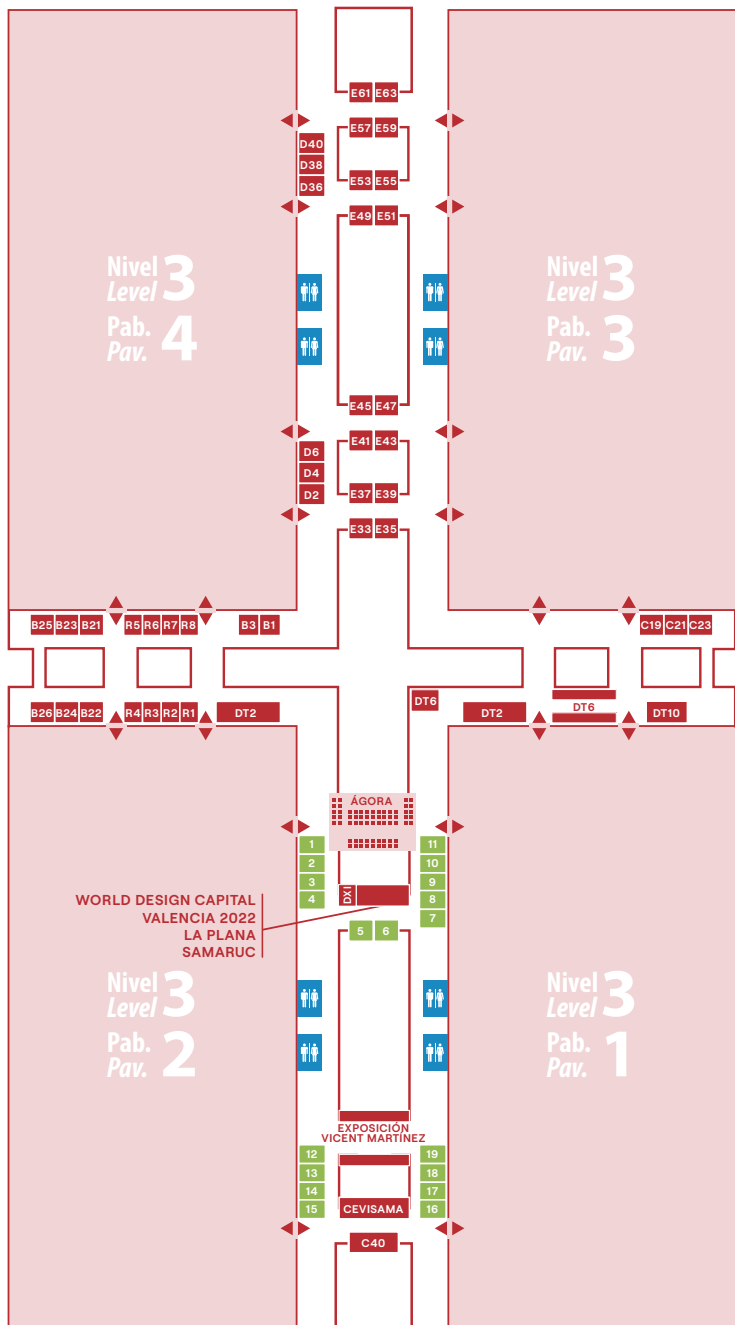 E61 E63
E57 E59
D40
D38
D36
E53 E55
E49 E51
Nivel 3
Level
Pab. 4
Pav.
Nivel 3
Level
Pab. 3
Pav.
E45 E47
E41 E43
D6
D4
D2
E37 E39
E33 E35
B25 B23 B21 R5 R6 R7 R8 B3 B1
C19 C21 C23
B26 B24 B22 R4 R3 R2 R1 DT2
DT6 DT2 DT6 DT10
ÁGORA
1
2
3
4
11
10
9
8
7
DX1
WORLD DESIGN CAPITAL
VALENCIA 2022
LA PLANA
SAMARUC
5 6
Nivel 3
Level
Pab. 2
Pav.
Nivel 3
Level
Pab. 1
Pav.
EXPOSICIÓN
VICENT MARTÍNEZ
12
13
14
15
19
18
17
16
CEVISAMA
C40